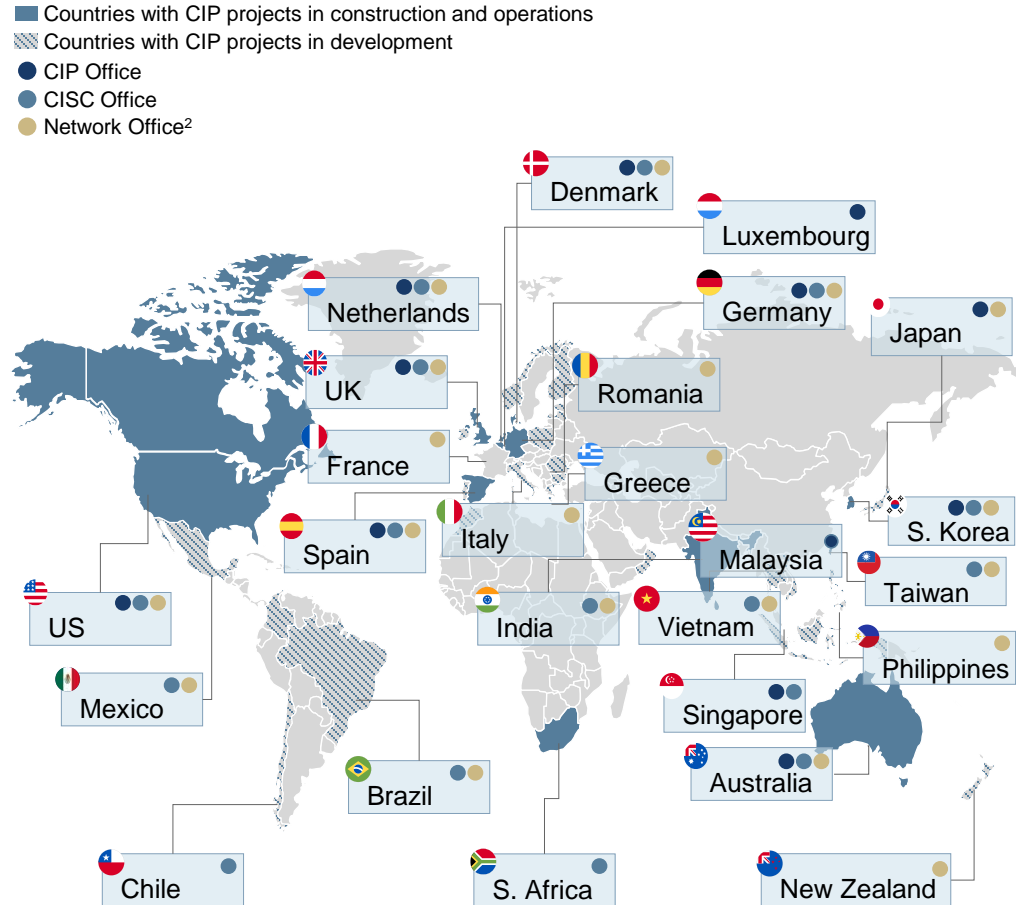 Countries with CIP projects in construction and operations
Countries with CIP projects in development
CIP Office
CISC Office
Network Office²
Denmark
Luxembourg
Netherlands
Germany
Japan
UK
Romania
France
Greece
Spain
Italy
Malaysia
S. Korea
Taiwan
US
India
Vietnam
Philippines
Mexico
Singapore
Brazil
Australia
Chile
S. Africa
New Zealand